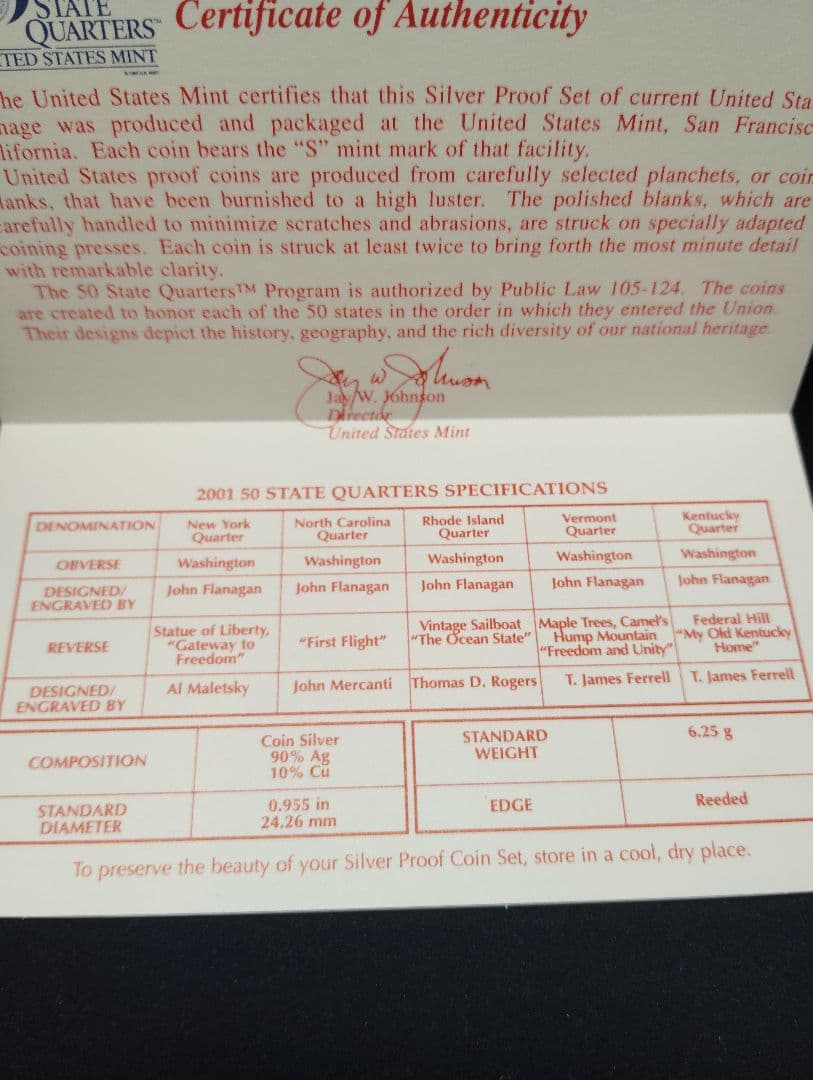 STATE
QUARTERS™
TED STATES MINT
Certificate of Authenticity
he United States Mint certifies that this Silver Proof Set of current United Sta
nage was produced and packaged at the United States Mint, San Francisc
lifornia. Each coin bears the “S” mint mark of that facility.
United States proof coins are produced from carefully selected planchets, or coin
lanks, that have been burnished to a high luster. The polished blanks, which are
carefully handled to minimize scratches and abrasions, are struck on specially adapted
coining presses. Each coin is struck at least twice to bring forth the most minute detail
with remarkable clarity.
The 50 State Quarters™ Program is authorized by Public Law 105-124. The coins
are created to honor each of the 50 states in the order in which they entered the Union.
Their designs depict the history, geography, and the rich diversity of our national heritage.
Jay W Johnson
Jay W. Johnson
Director
United States Mint
2001 50 STATE QUARTERS SPECIFICATIONS
DENOMINATION New York Quarter North Carolina Quarter Rhode Island Quarter Vermont Quarter Kentucky Quarter
OBVERSE Washington Washington Washington Washington Washington
DESIGNED/ ENGRAVED BY John Flanagan John Flanagan John Flanagan John Flanagan John Flanagan
REVERSE Statue of Liberty, “Gateway to Freedom” “First Flight” Vintage Sailboat “The Ocean State” Maple Trees, Camel's Hump Mountain “Freedom and Unity” Federal Hill “My Old Kentucky Home”
DESIGNED/ ENGRAVED BY Al Maletsky John Mercanti Thomas D. Rogers T. James Ferrell T. James Ferrell
COMPOSITION Coin Silver 90% Ag 10% Cu STANDARD WEIGHT 6.25 g
STANDARD DIAMETER 0.955 in 24.26 mm EDGE Reeded
To preserve the beauty of your Silver Proof Coin Set, store in a cool, dry place.